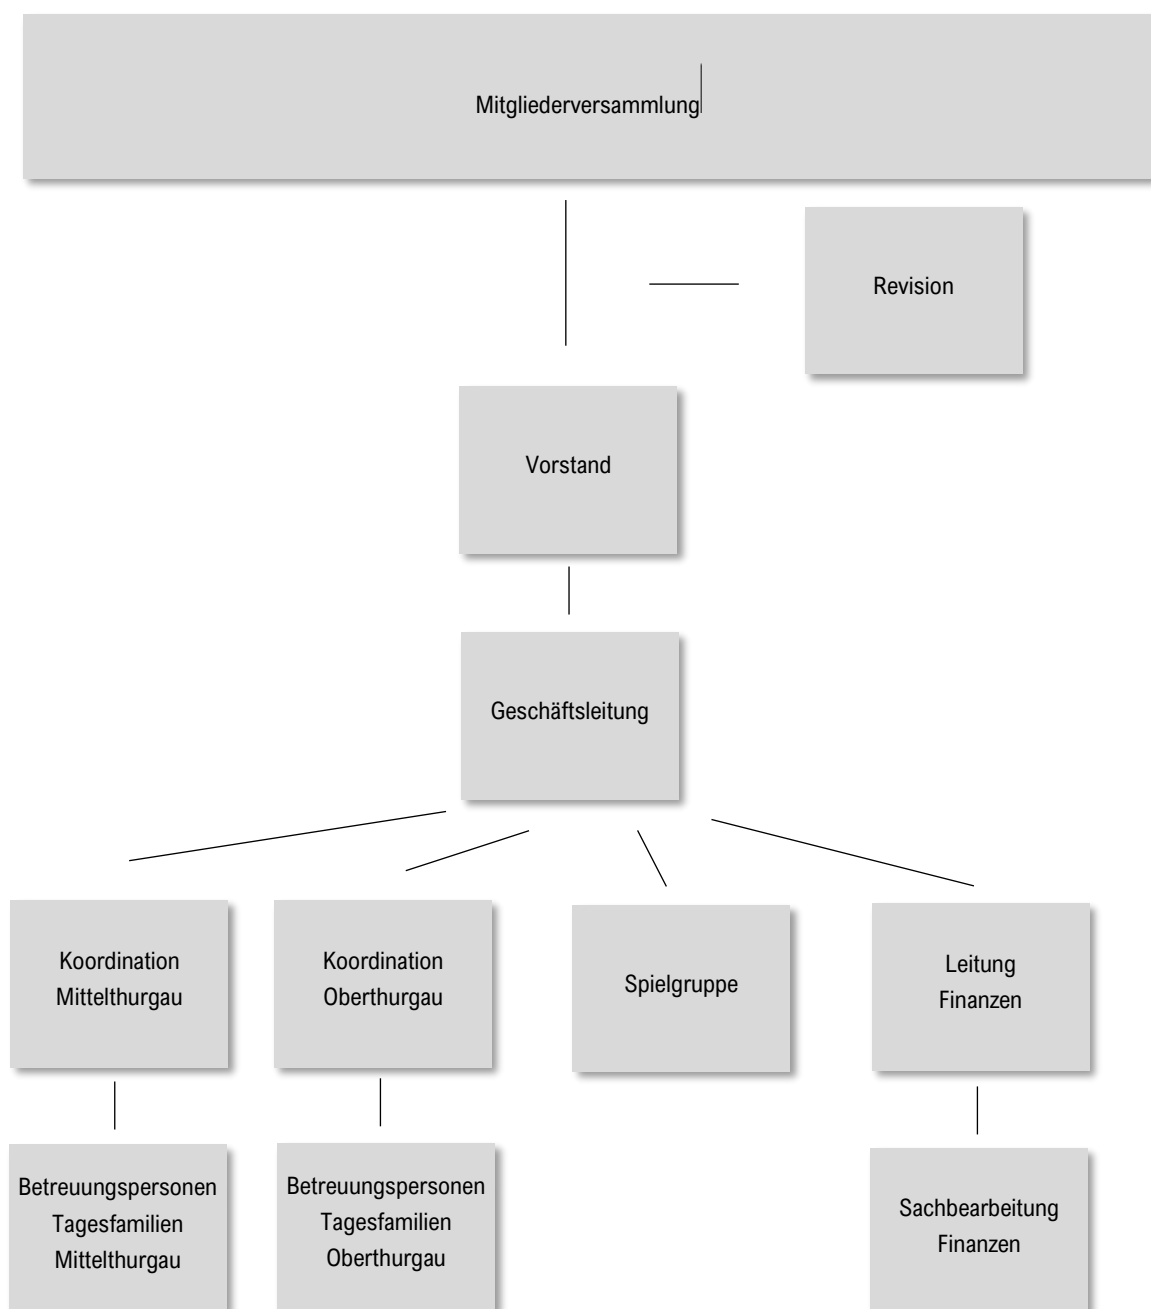 Mitgliederversammlung
Revision
Vorstand
Geschäftsleitung
Koordination
Mittelthurgau
Koordination
Oberthurgau
Spielgruppe
Leitung
Finanzen
Betreuungspersonen
Tagesfamilien
Mittelthurgau
Betreuungspersonen
Tagesfamilien
Oberthurgau
Sachbearbeitung
Finanzen